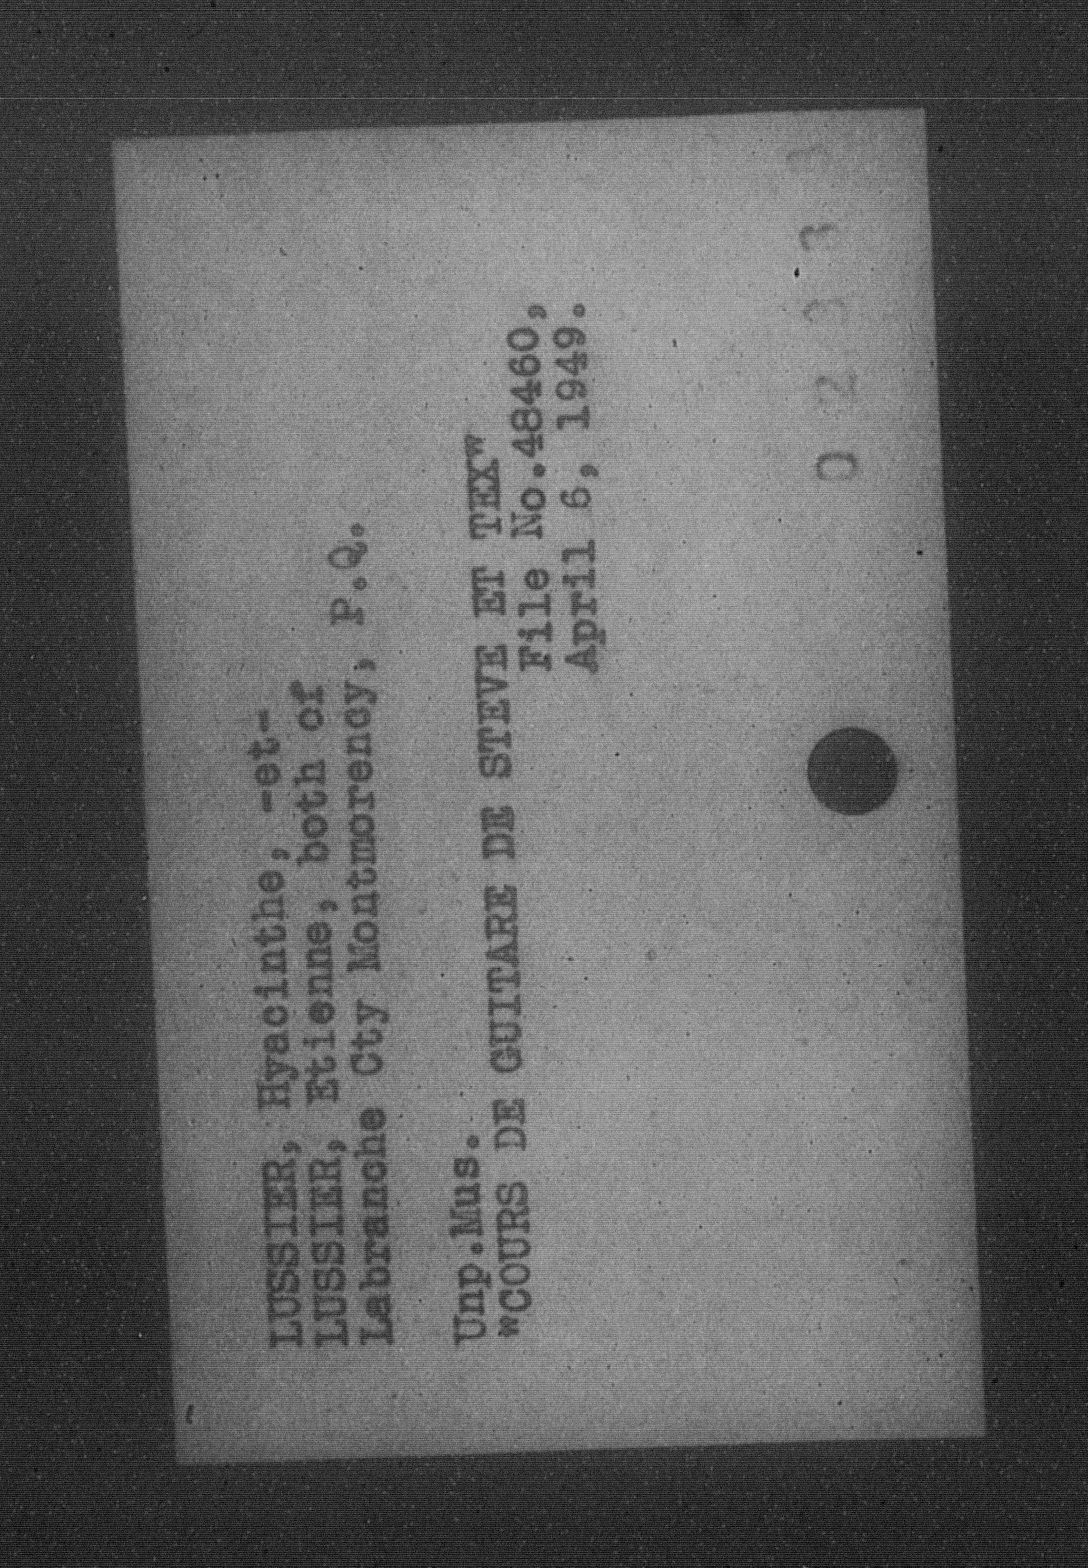 LUSSIER, Hyacinthe, -et-
LUSSIER, Etienne, both of
Labranche Cty Montmorency, P.Q.
Unp.Mus.
"COURS DE GUITARE DE STEVE ET TEX"
File No.48460,
April 6, 1949.